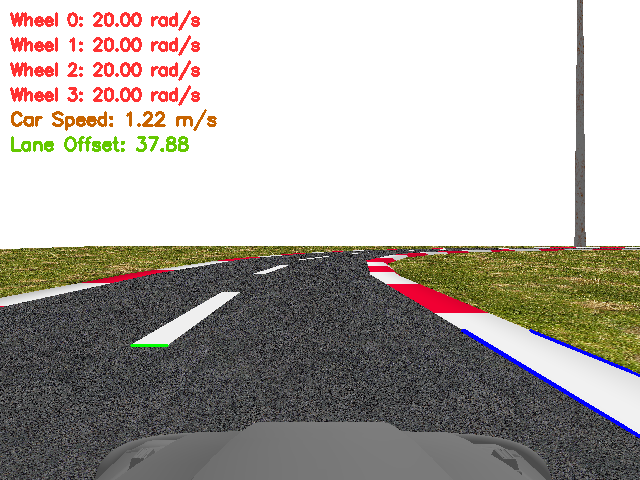 Wheel 0: 20.00 rad/s
Wheel 1: 20.00 rad/s
Wheel 2: 20.00 rad/s
Wheel 3: 20.00 rad/s
Car Speed: 1.22 m/s
Lane Offset: 37.88